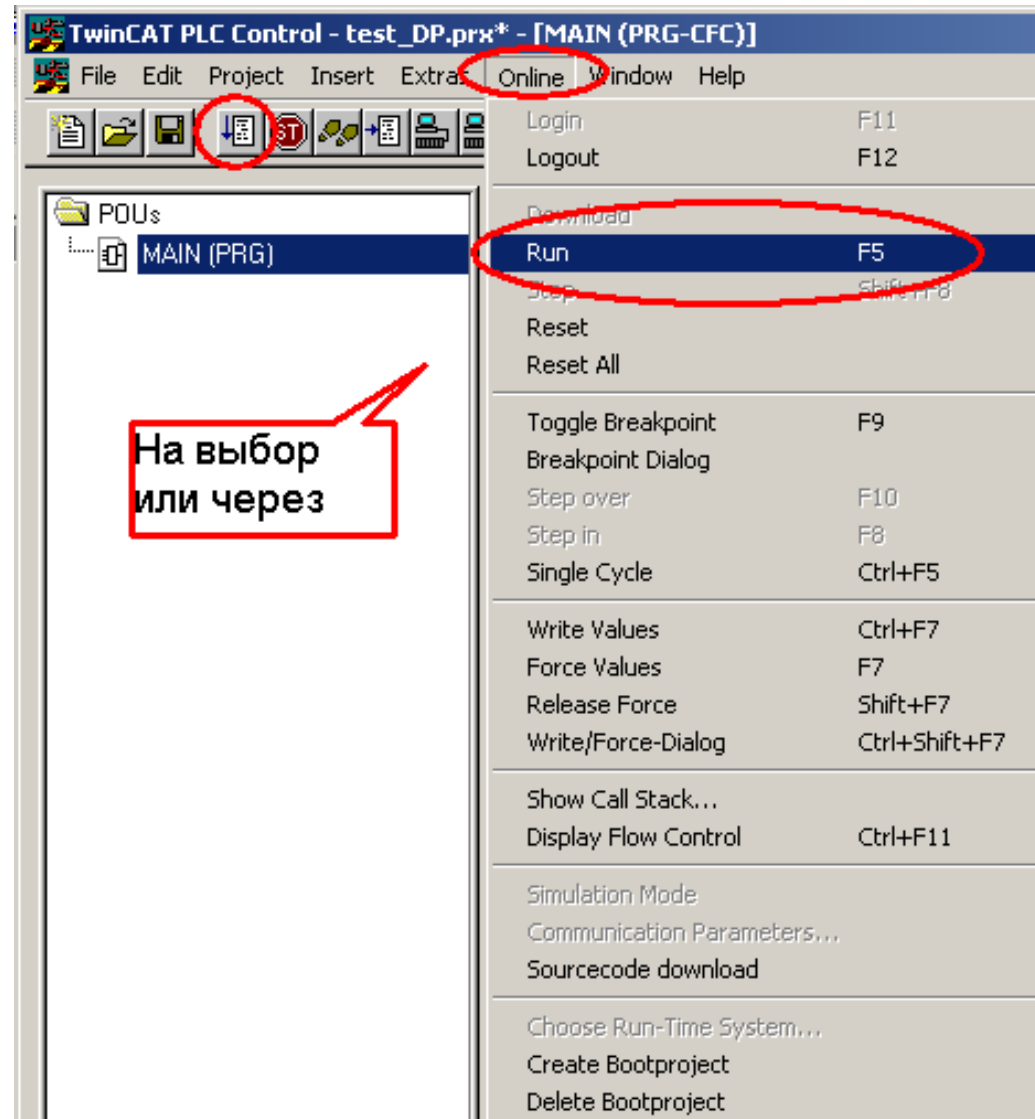 TwinCAT PLC Control - test_DP.prx* - [MAIN (PRG-CFC)]
File Edit Project Insert Extras Online Window Help
ST
POUs
MAIN (PRG)
На выбор
или через
Login F11
Logout F12
Download
Run F5
Stop Shift+F8
Reset
Reset All
Toggle Breakpoint F9
Breakpoint Dialog
Step over F10
Step in F8
Single Cycle Ctrl+F5
Write Values Ctrl+F7
Force Values F7
Release Force Shift+F7
Write/Force-Dialog Ctrl+Shift+F7
Show Call Stack...
Display Flow Control Ctrl+F11
Simulation Mode
Communication Parameters...
Sourcecode download
Choose Run-Time System...
Create Bootproject
Delete Bootproject